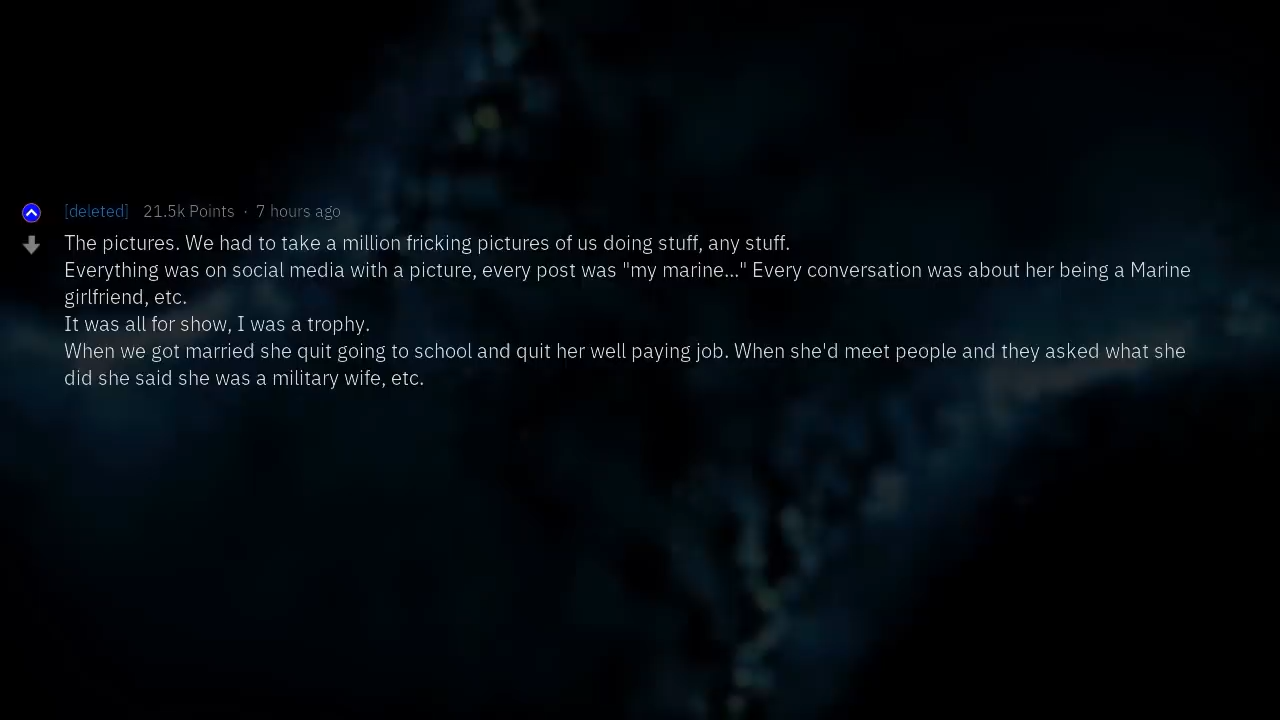 [deleted] 21.5k Points · 7 hours ago
The pictures. We had to take a million fricking pictures of us doing stuff, any stuff.
Everything was on social media with a picture, every post was "my marine..." Every conversation was about her being a Marine
girlfriend, etc.
It was all for show, I was a trophy.
When we got married she quit going to school and quit her well paying job. When she'd meet people and they asked what she
did she said she was a military wife, etc.